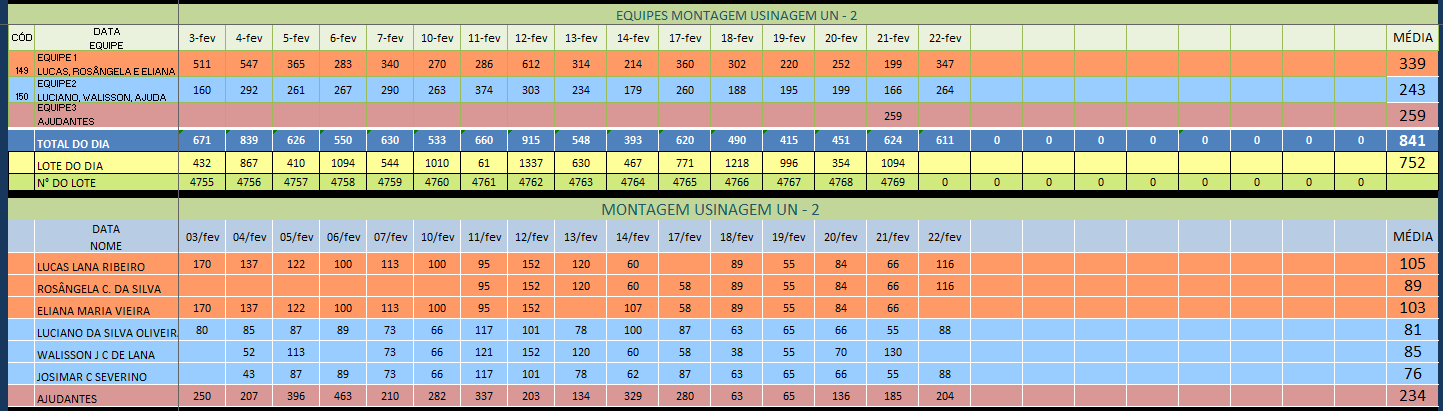 EQUIPES MONTAGEM USINAGEM UN - 2
CÓD DATA EQUIPE 3-fev 4-fev 5-fev 6-fev 7-fev 10-fev 11-fev 12-fev 13-fev 14-fev 17-fev 18-fev 19-fev 20-fev 21-fev 22-fev MÉDIA
149 EQUIPE 1 LUCAS, ROSÂNGELA E ELIANA 511 547 365 283 340 270 286 612 314 214 360 302 220 252 199 347 339
150 EQUIPE2 LUCIANO, WALISSON, AJUDA 160 292 261 267 290 263 374 303 234 179 260 188 195 199 166 264 243
EQUIPE3 AJUDANTES 259 259
TOTAL DO DIA 671 839 626 550 630 533 660 915 548 393 620 490 415 451 624 611 0 0 0 0 0 0 0 0 841
LOTE DO DIA 432 867 410 1094 544 1010 61 1337 630 467 771 1218 996 354 1094 752
N° DO LOTE 4755 4756 4757 4758 4759 4760 4761 4762 4763 4764 4765 4766 4767 4768 4769 0 0 0 0 0 0 0 0 0
MONTAGEM USINAGEM UN - 2
DATA NOME 03/fev 04/fev 05/fev 06/fev 07/fev 10/fev 11/fev 12/fev 13/fev 14/fev 17/fev 18/fev 19/fev 20/fev 21/fev 22/fev MÉDIA
LUCAS LANA RIBEIRO 170 137 122 100 113 100 95 152 120 60 89 55 84 66 116 105
ROSÂNGELA C. DA SILVA 95 152 120 60 58 89 55 84 66 116 89
ELIANA MARIA VIEIRA 170 137 122 100 113 100 95 152 107 58 89 55 84 66 103
LUCIANO DA SILVA OLIVEIRA 80 85 87 89 73 66 117 101 78 100 87 63 65 66 55 88 81
WALISSON J C DE LANA 52 113 73 66 121 152 120 60 58 38 55 70 130 85
JOSIMAR C SEVERINO 43 87 89 73 66 117 101 78 62 87 63 65 66 55 88 76
AJUDANTES 250 207 396 463 210 282 337 203 134 329 280 63 65 136 185 204 234